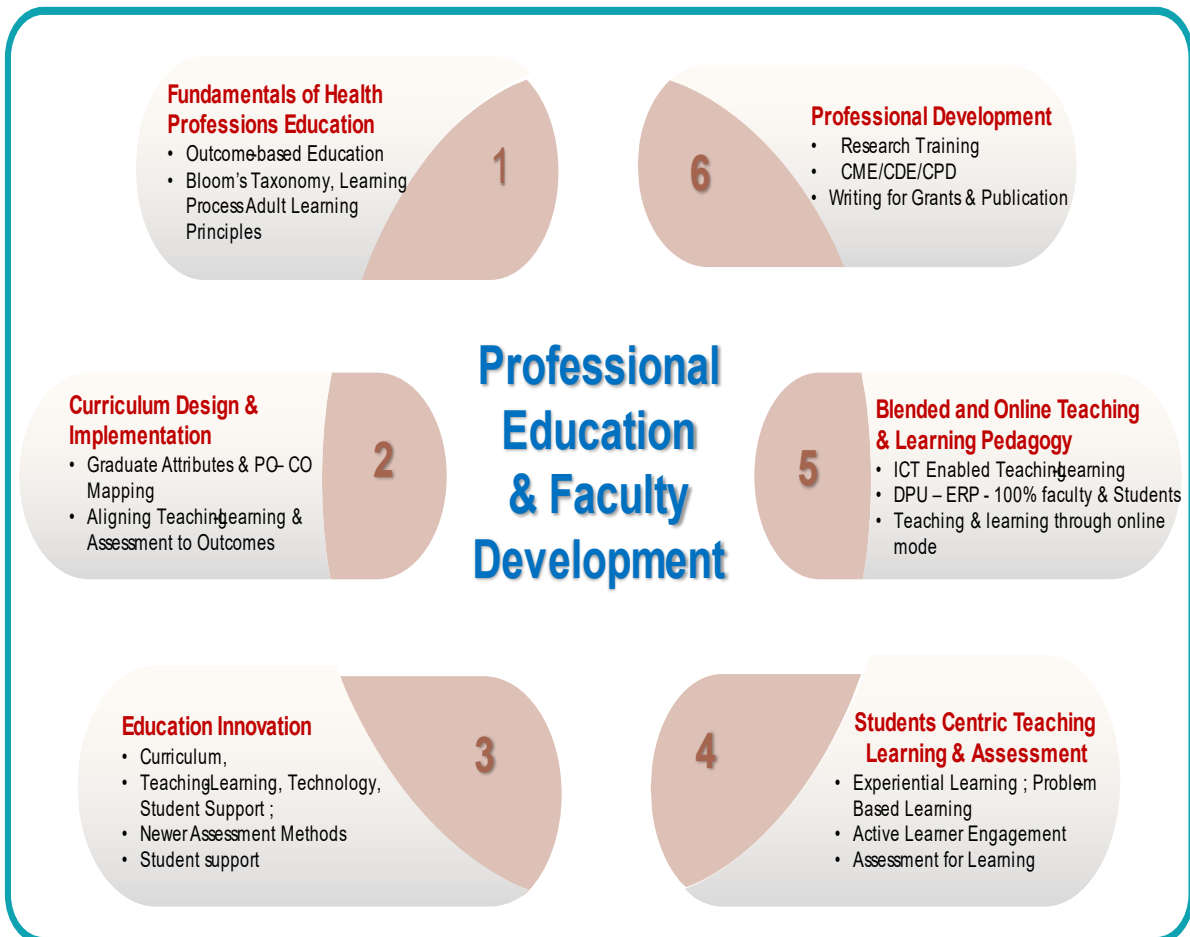 Fundamentals of Health
Professions Education
• Outcome-based Education
• Bloom's Taxonomy, Learning
Process Adult Learning
Principles
1
Curriculum Design &
Implementation
• Graduate Attributes & PO– CO
Mapping
• Aligning Teaching-Learning &
Assessment to Outcomes
2
Education Innovation
• Curriculum,
• Teaching-Learning, Technology,
Student Support ;
• Newer Assessment Methods
• Student support
3
Professional
Education
& Faculty
Development
Students Centric Teaching
Learning & Assessment
• Experiential Learning ; Problem-
Based Learning
• Active Learner Engagement
• Assessment for Learning
4
Blended and Online Teaching
& Learning Pedagogy
• ICT Enabled Teaching-Learning
• DPU – ERP - 100% faculty & Students
• Teaching & learning through online
mode
5
Professional Development
• Research Training
• CME/CDE/CPD
• Writing for Grants & Publication
6